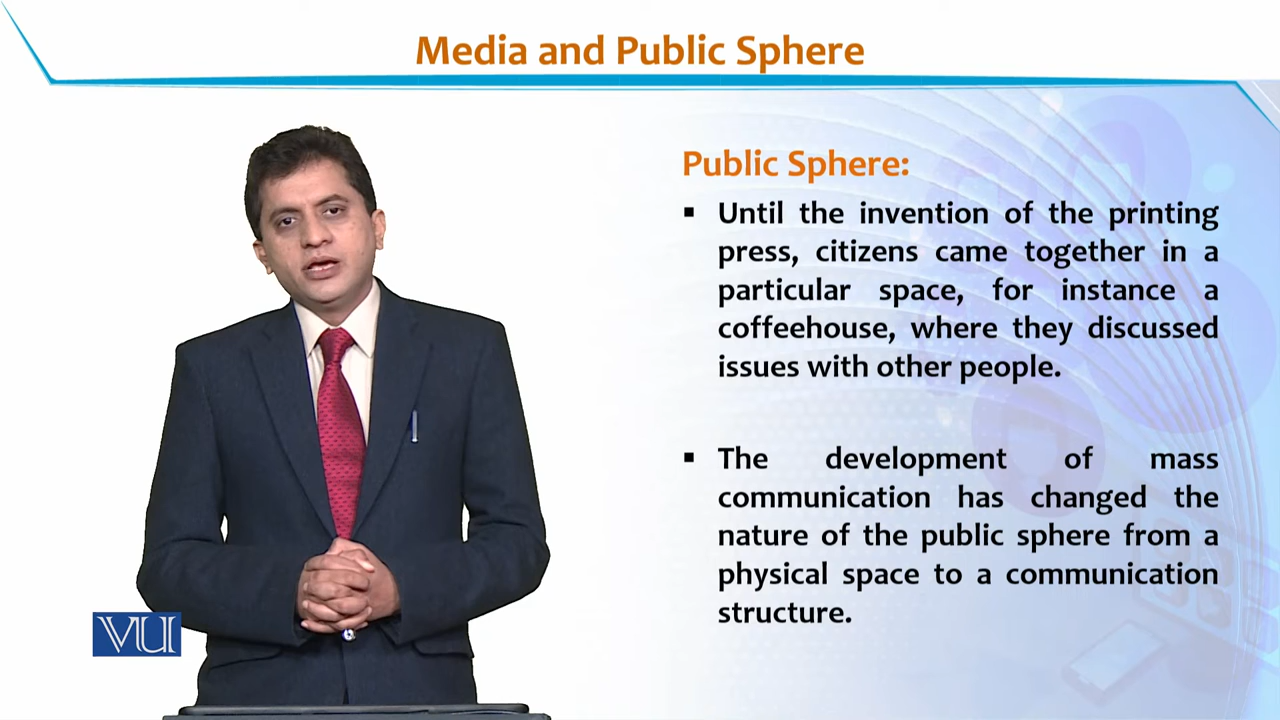 Media and Public Sphere
Public Sphere:
▪ Until the invention of the printing
press, citizens came together in a
particular space, for instance a
coffeehouse, where they discussed
issues with other people.
▪ The development of mass
communication has changed the
nature of the public sphere from a
physical space to a communication
structure.
VU